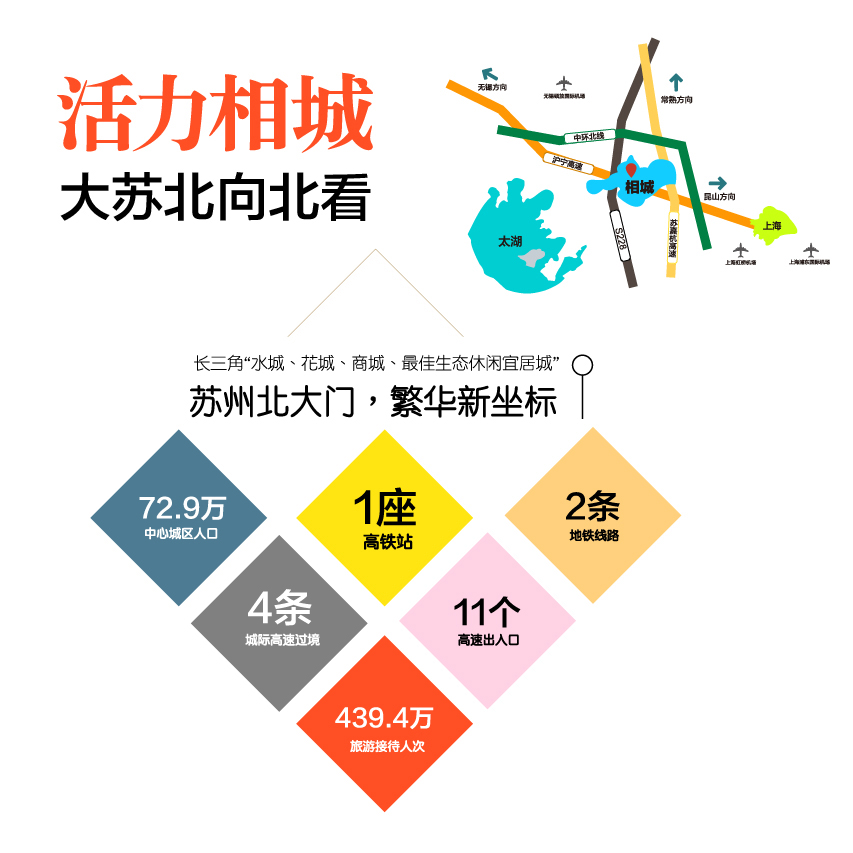 活力相城
大苏北向北看
无锡方向
无锡硕放国际机场
常熟方向
中环北线
沪宁高速
相城
昆山方向
太湖
S228
苏嘉杭高速
上海
上海虹桥机场
上海浦东国际机场
长三角“水城、花城、商城、最佳生态休闲宜居城”
苏州北大门，繁华新坐标
72.9万
中心城区人口
1座
高铁站
2条
地铁线路
4条
城际高速过境
11个
高速出入口
439.4万
旅游接待人次